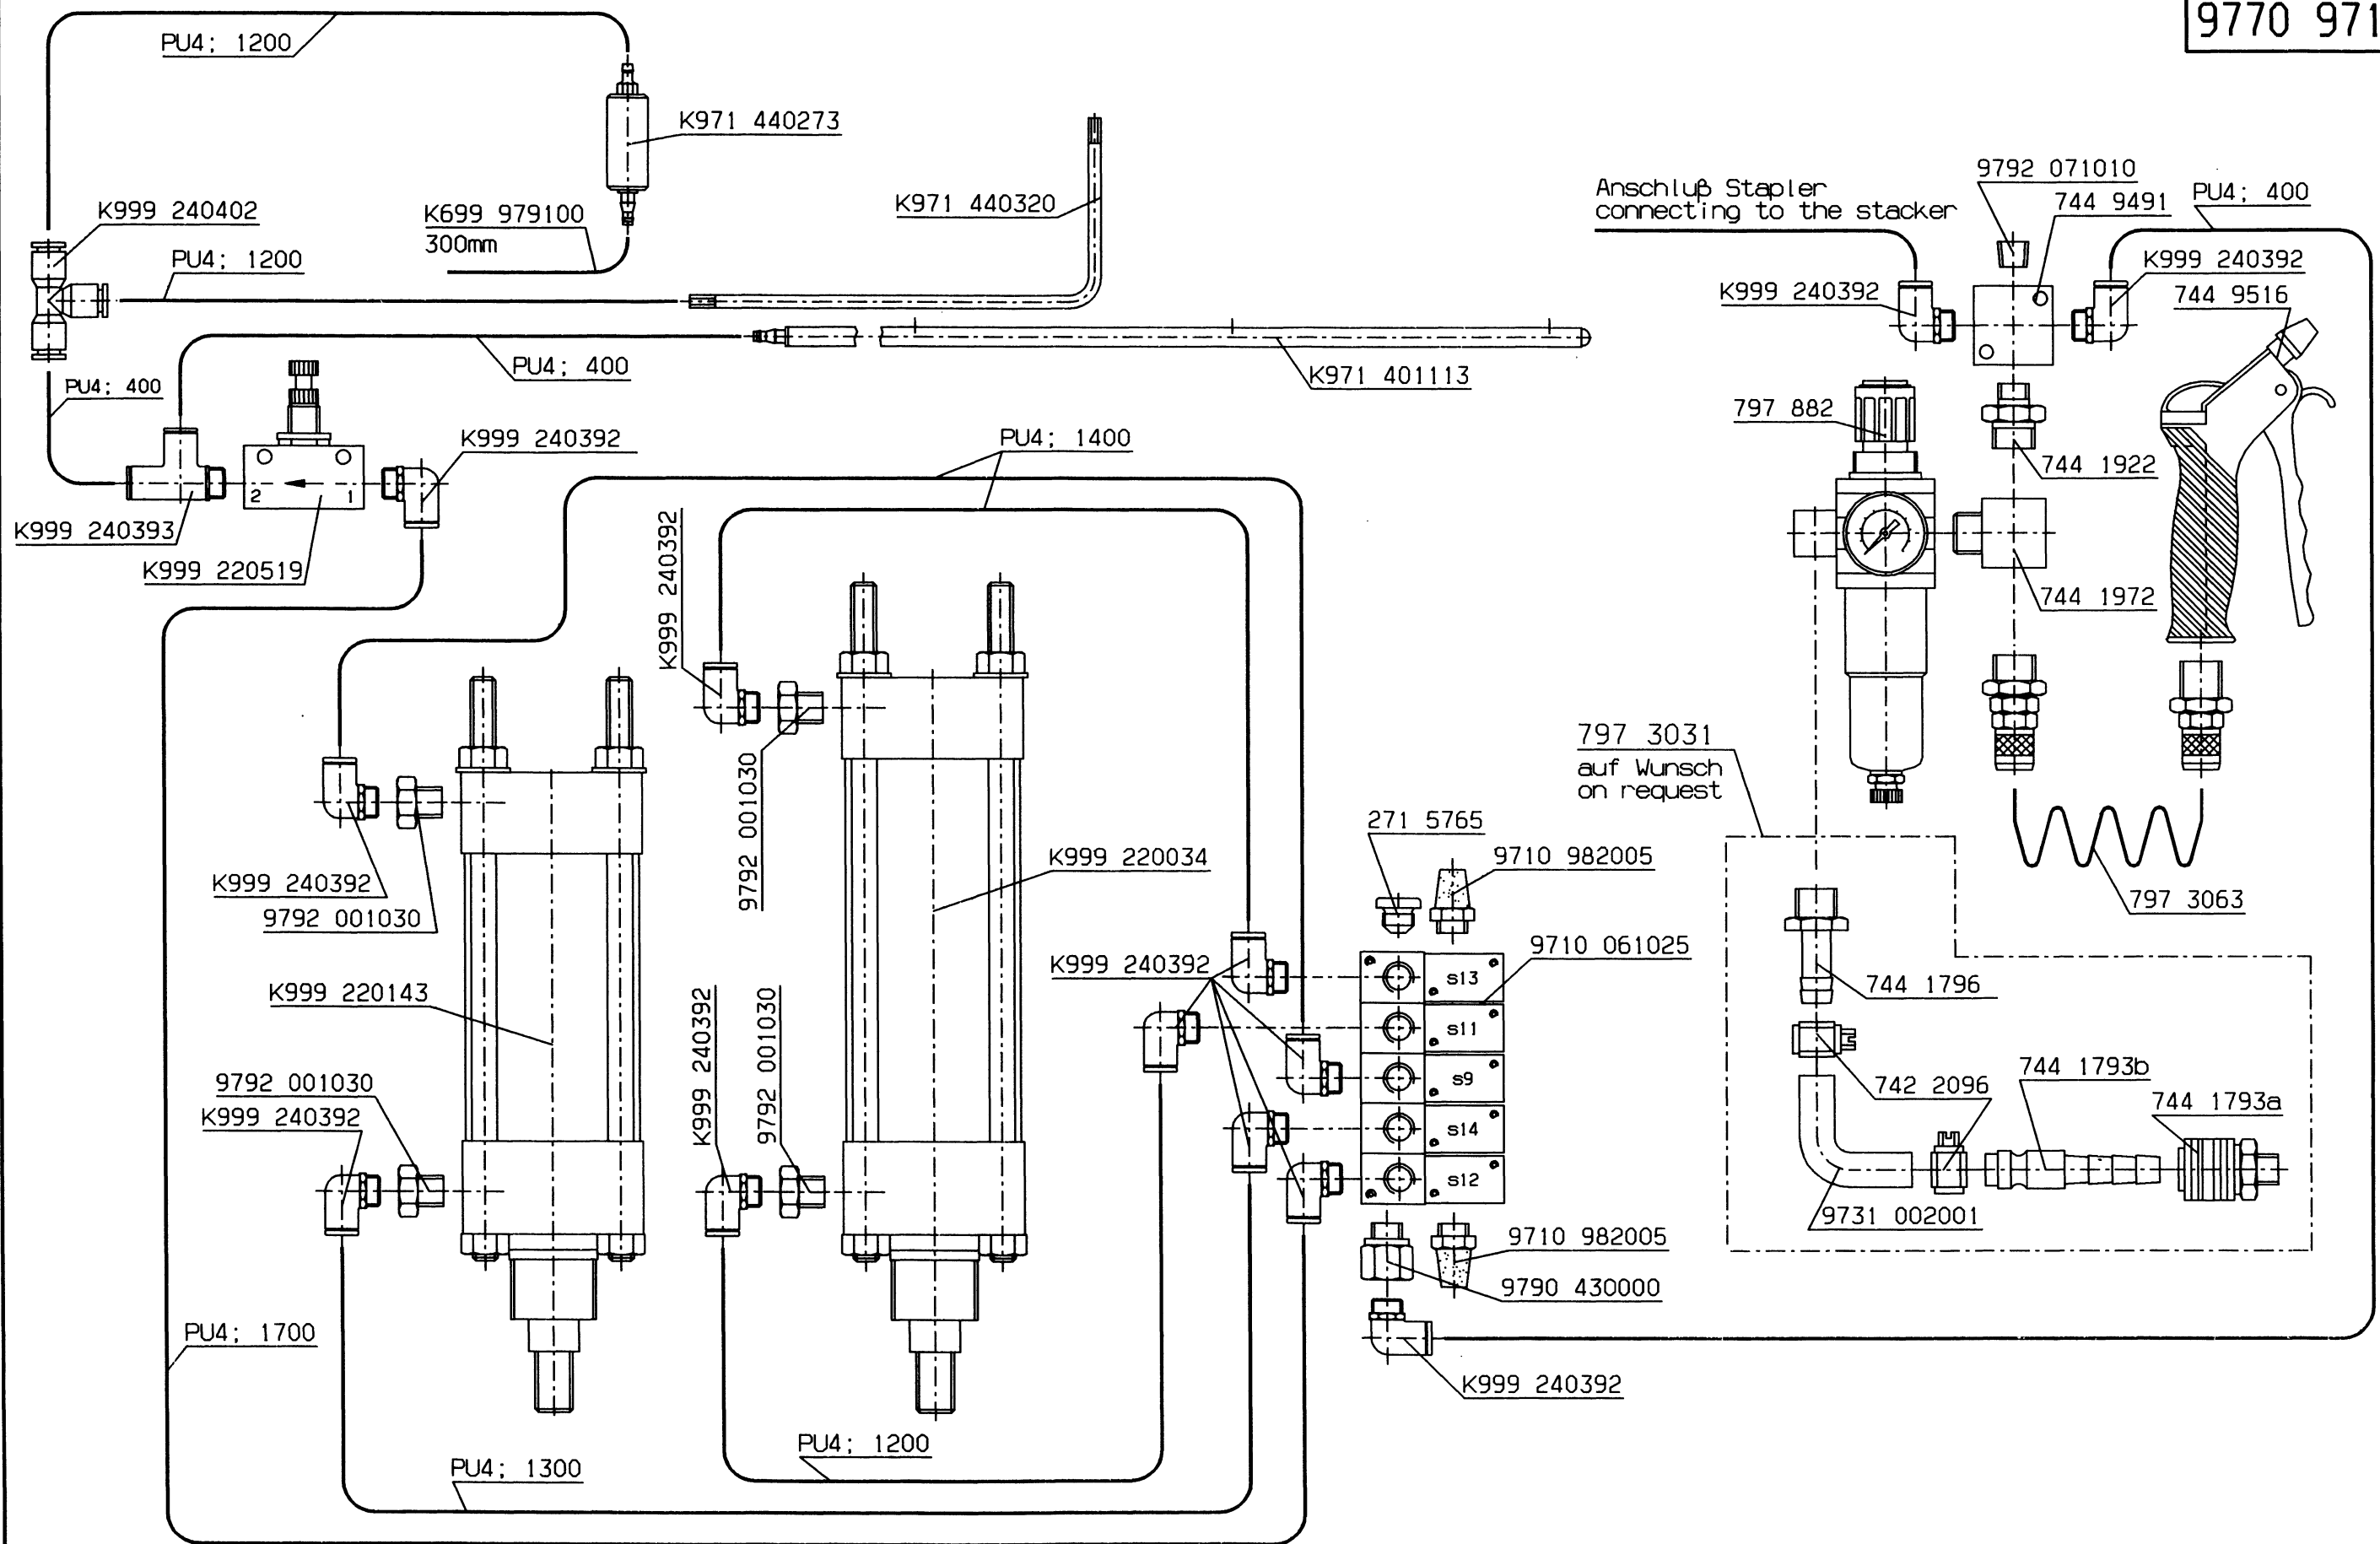 9770 971
PU4; 1200
K971 440273
K999 240402
K699 979100
300mm
K971 440320
PU4; 1200
Anschluß Stapler
connecting to the stacker
9792 071010
744 9491
PU4; 400
K999 240392
K999 240392
744 9516
PU4; 400
PU4; 400
K971 401113
797 882
K999 240392
PU4; 1400
744 1922
2
1
K999 240393
K999 220519
K999 240392
744 1972
9792 001030
797 3031
auf Wunsch
on request
271 5765
9710 982005
K999 220034
K999 240392
9792 001030
797 3063
K999 240392
9710 061025
s13
K999 220143
744 1796
K999 240392
9792 001030
s11
s9
9792 001030
K999 240392
742 2096
744 1793b
744 1793a
s14
s12
9731 002001
9710 982005
9790 430000
PU4; 1700
K999 240392
PU4; 1200
PU4; 1300